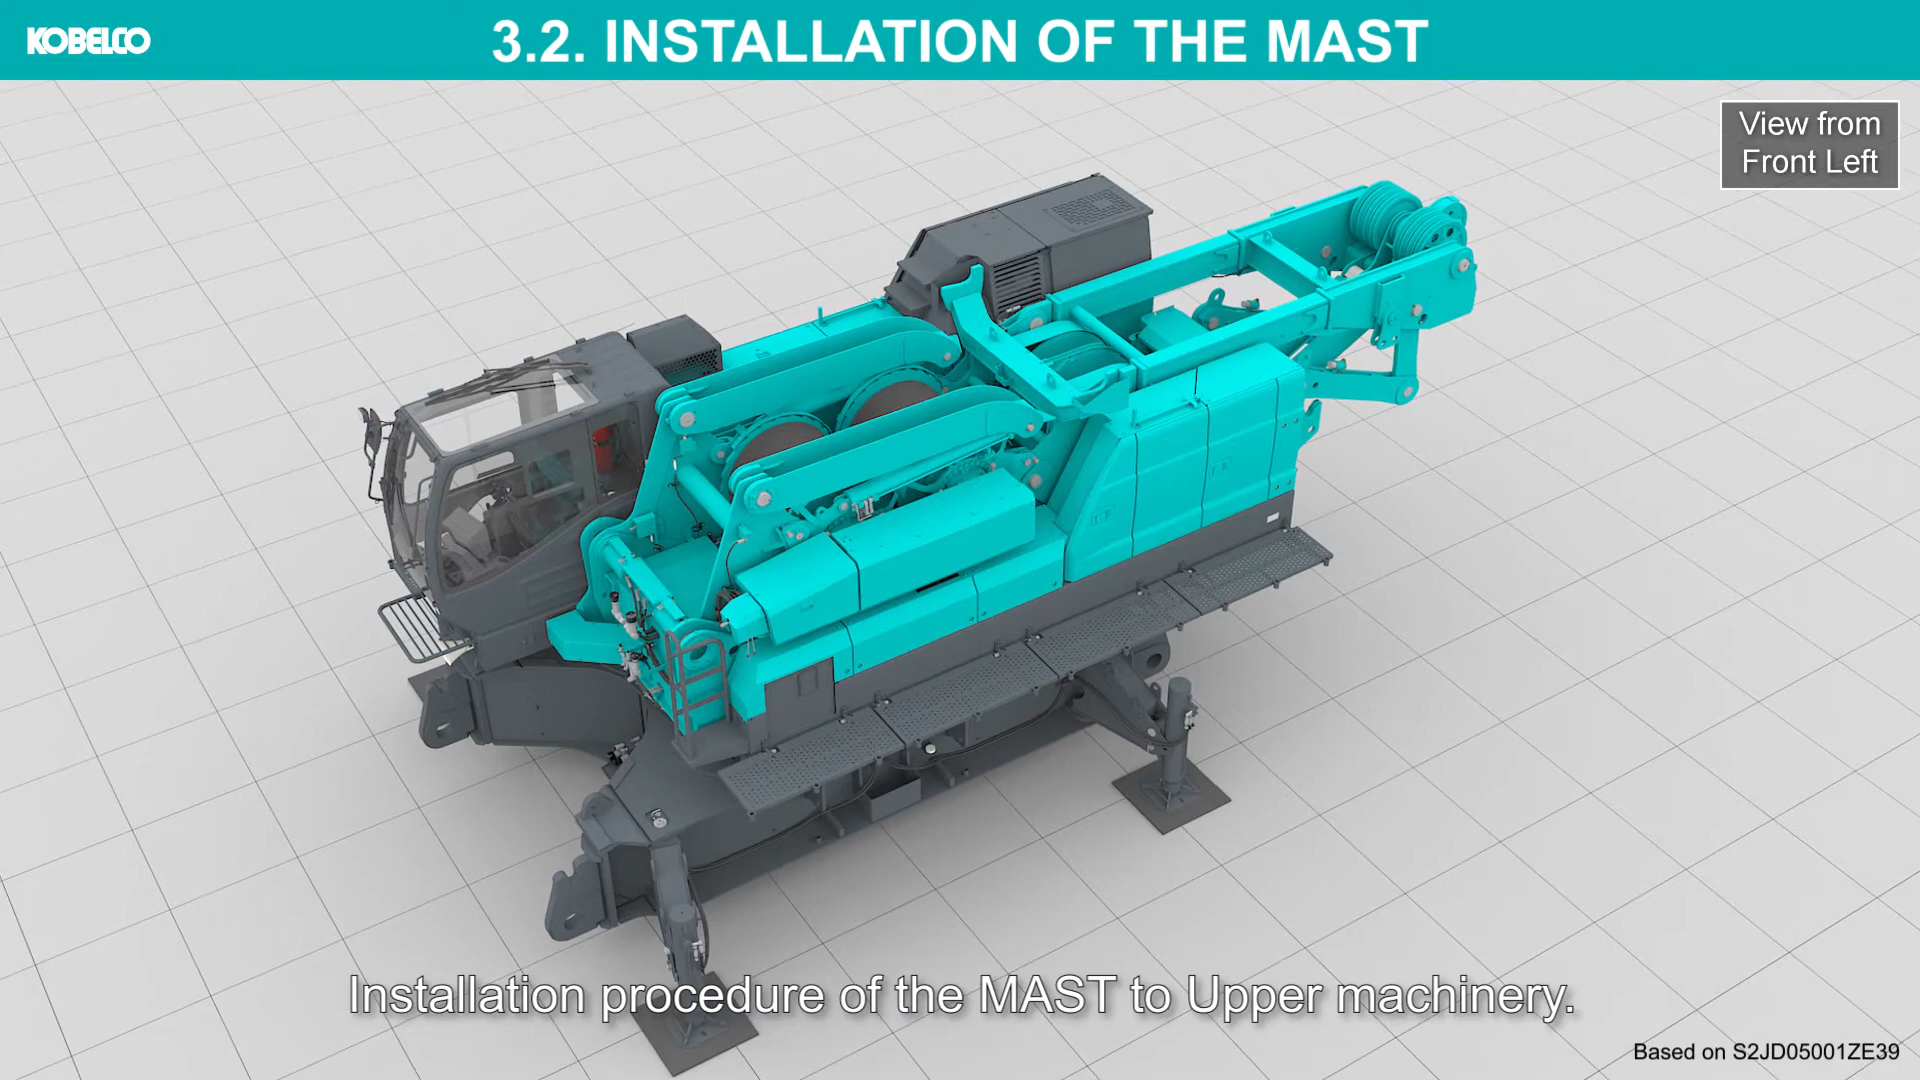 KOBELCO
3.2. INSTALLATION OF THE MAST
View from
Front Left
Installation procedure of the MAST to Upper machinery.
Based on S2JD05001ZE39